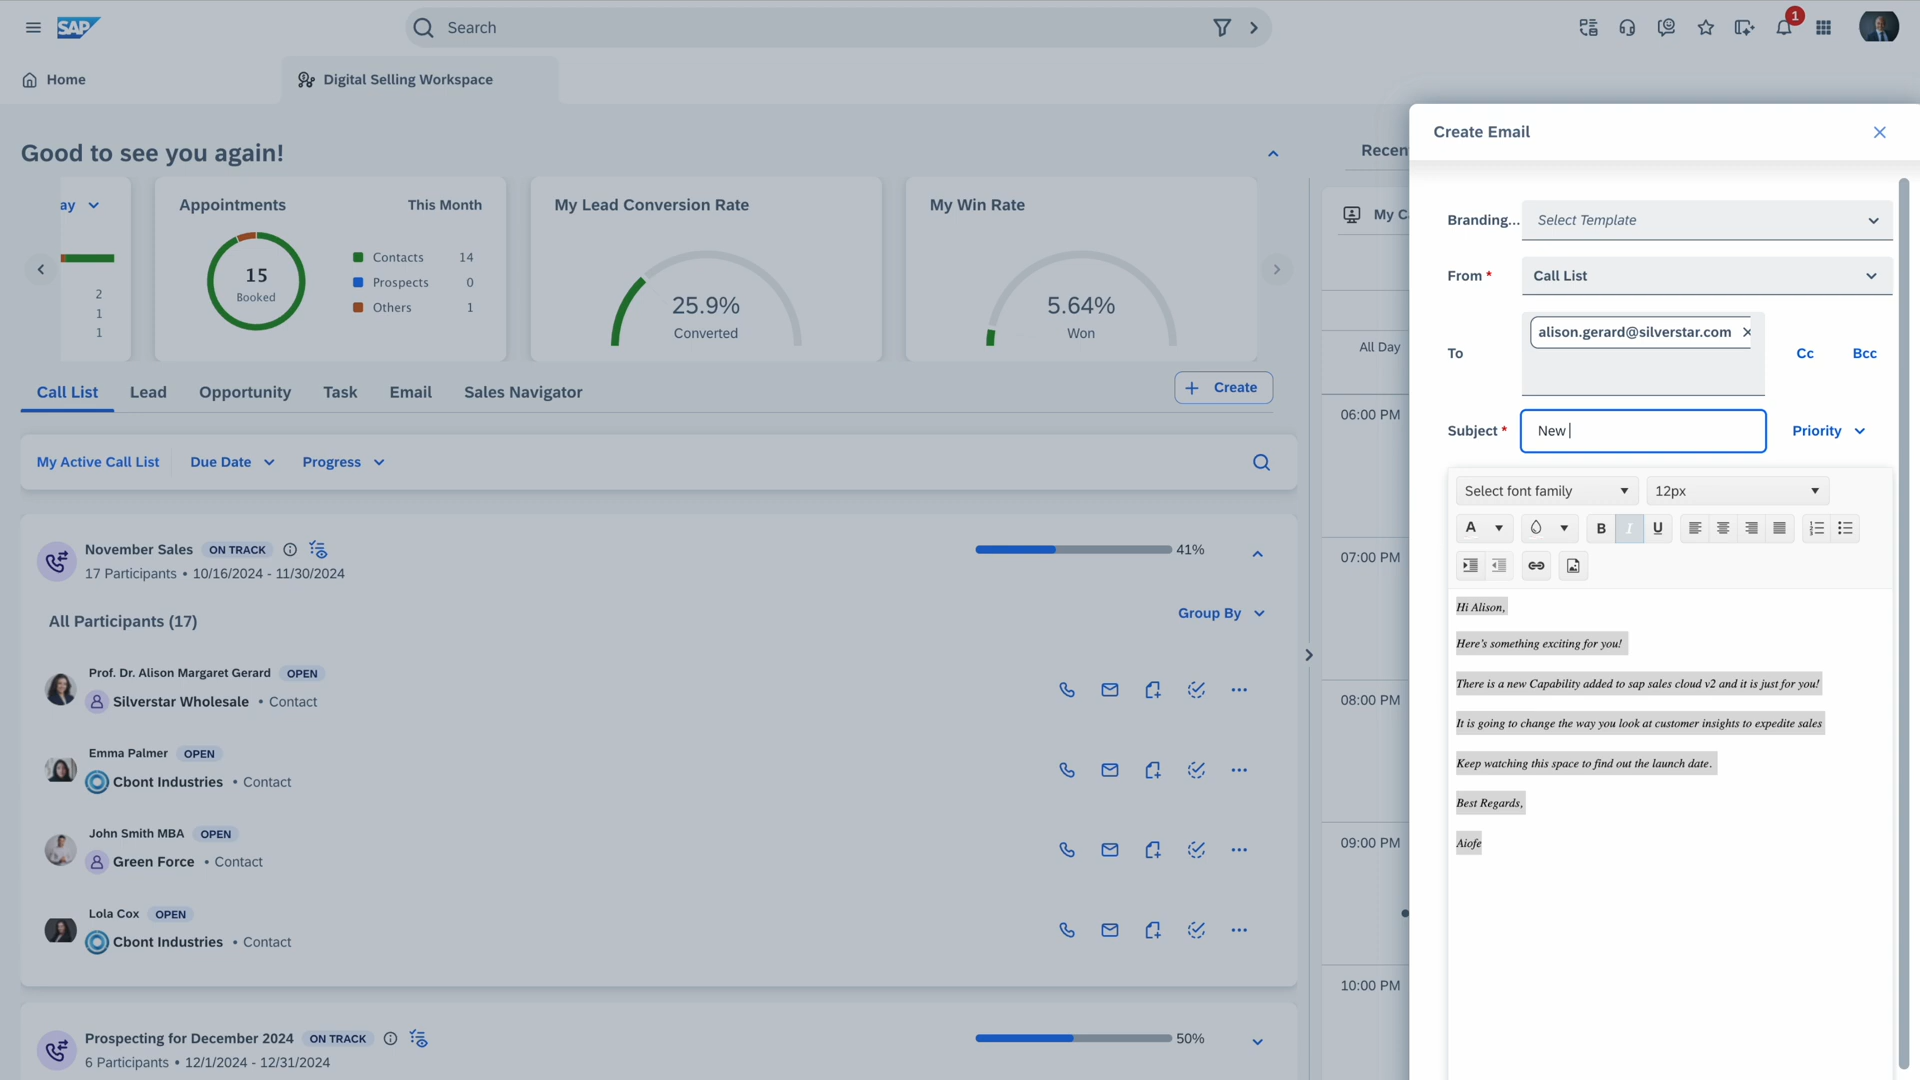 SAP
Search
1
Home
Digital Selling Workspace
Good to see you again!
Recen
ay
2
1
1
Appointments
This Month
15
Booked
Contacts 14
Prospects 0
Others 1
My Lead Conversion Rate
25.9%
Converted
My Win Rate
5.64%
Won
My C
All Day
06:00 PM
07:00 PM
08:00 PM
09:00 PM
10:00 PM
Call List
Lead
Opportunity
Task
Email
Sales Navigator
Create
My Active Call List
Due Date
Progress
November Sales ON TRACK
41%
17 Participants • 10/16/2024 - 11/30/2024
All Participants (17)
Group By
Prof. Dr. Alison Margaret Gerard OPEN
Silverstar Wholesale • Contact
Emma Palmer OPEN
Cbont Industries • Contact
John Smith MBA OPEN
Green Force • Contact
Lola Cox OPEN
Cbont Industries • Contact
Prospecting for December 2024 ON TRACK
50%
6 Participants • 12/1/2024 - 12/31/2024
Create Email
Branding... Select Template
From * Call List
To alison.gerard@silverstar.com
Cc
Bcc
Subject * New
Priority
Select font family
12px
A
B I U
Hi Alison,
Here's something exciting for you!
There is a new Capability added to sap sales cloud v2 and it is just for you!
It is going to change the way you look at customer insights to expedite sales
Keep watching this space to find out the launch date.
Best Regards,
Aiofe